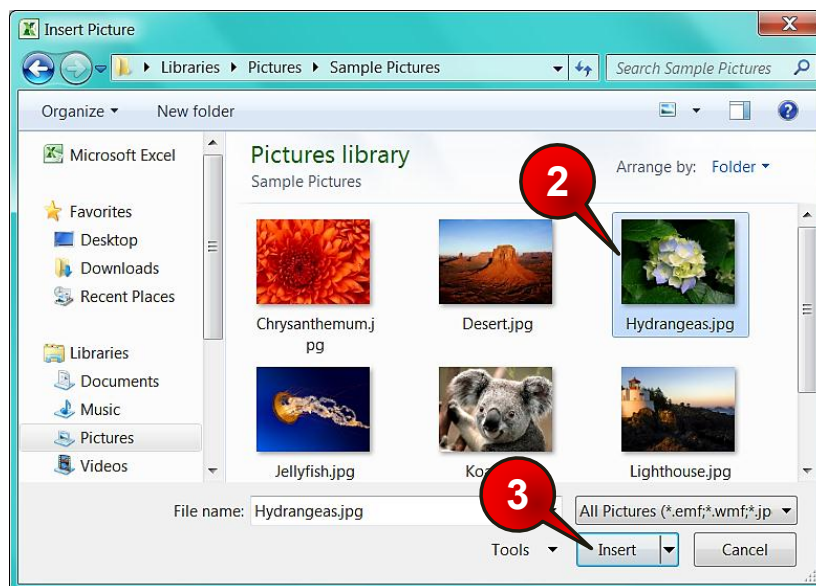 Insert Picture
Libraries Pictures Sample Pictures
Search Sample Pictures
Organize New folder
Microsoft Excel
Favorites
Desktop
Downloads
Recent Places
Libraries
Documents
Music
Pictures
Videos
Pictures library
Sample Pictures
Arrange by: Folder
2
Chrysanthemum.j
pg
Desert.jpg
Hydrangeas.jpg
Jellyfish.jpg
Lighthouse.jpg
3
File name: Hydrangeas.jpg
All Pictures (*.emf;*.wmf;*.jp
Tools Insert Cancel